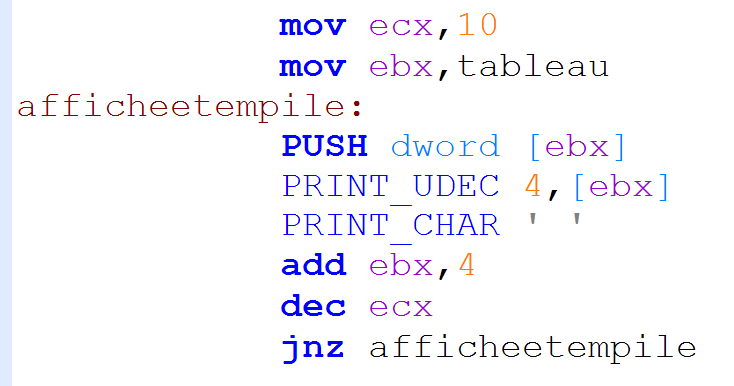 mov ecx,10
mov ebx,tableau
afficheetempile:
PUSH dword [ebx]
PRINT_UDEC 4,[ebx]
PRINT_CHAR ' '
add ebx,4
dec ecx
jnz afficheetempile